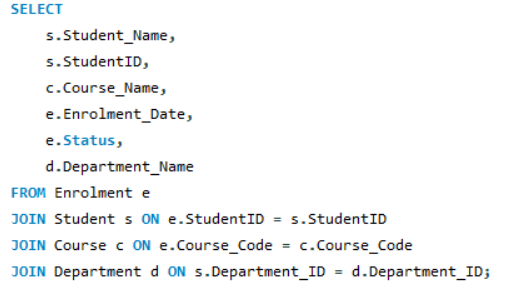 SELECT
s.Student_Name,
s.StudentID,
c.Course_Name,
e.Enrolment_Date,
e.Status,
d.Department_Name
FROM Enrolment e
JOIN Student s ON e.StudentID = s.StudentID
JOIN Course c ON e.Course_Code = c.Course_Code
JOIN Department d ON s.Department_ID = d.Department_ID;